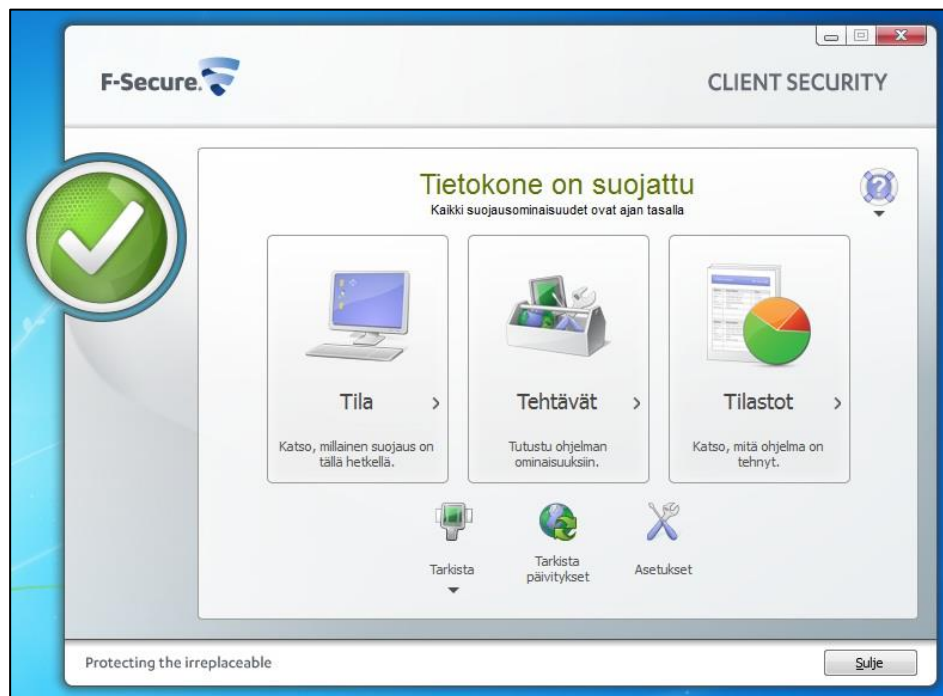 F-Secure.
CLIENT SECURITY
Tietokone on suojattu
Kaikki suojausominaisuudet ovat ajan tasalla
Tila
Katso, millainen suojaus on
tällä hetkellä.
Tehtävät
Tutustu ohjelman
ominaisuuksiin.
Tilastot
Katso, mitä ohjelma on
tehnyt.
Tarkista
Tarkista
päivitykset
Asetukset
Protecting the irreplaceable
Sulje